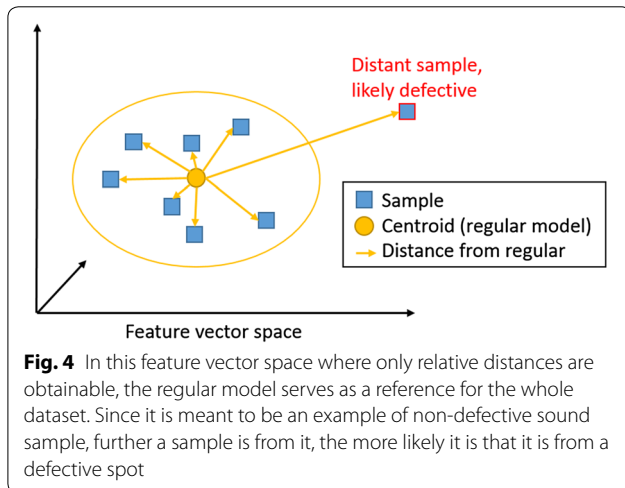 Distant sample,
likely defective
Sample
Centroid (regular model)
Distance from regular
Feature vector space
Fig. 4 In this feature vector space where only relative distances are
obtainable, the regular model serves as a reference for the whole
dataset. Since it is meant to be an example of non-defective sound
sample, further a sample is from it, the more likely it is that it is from a
defective spot